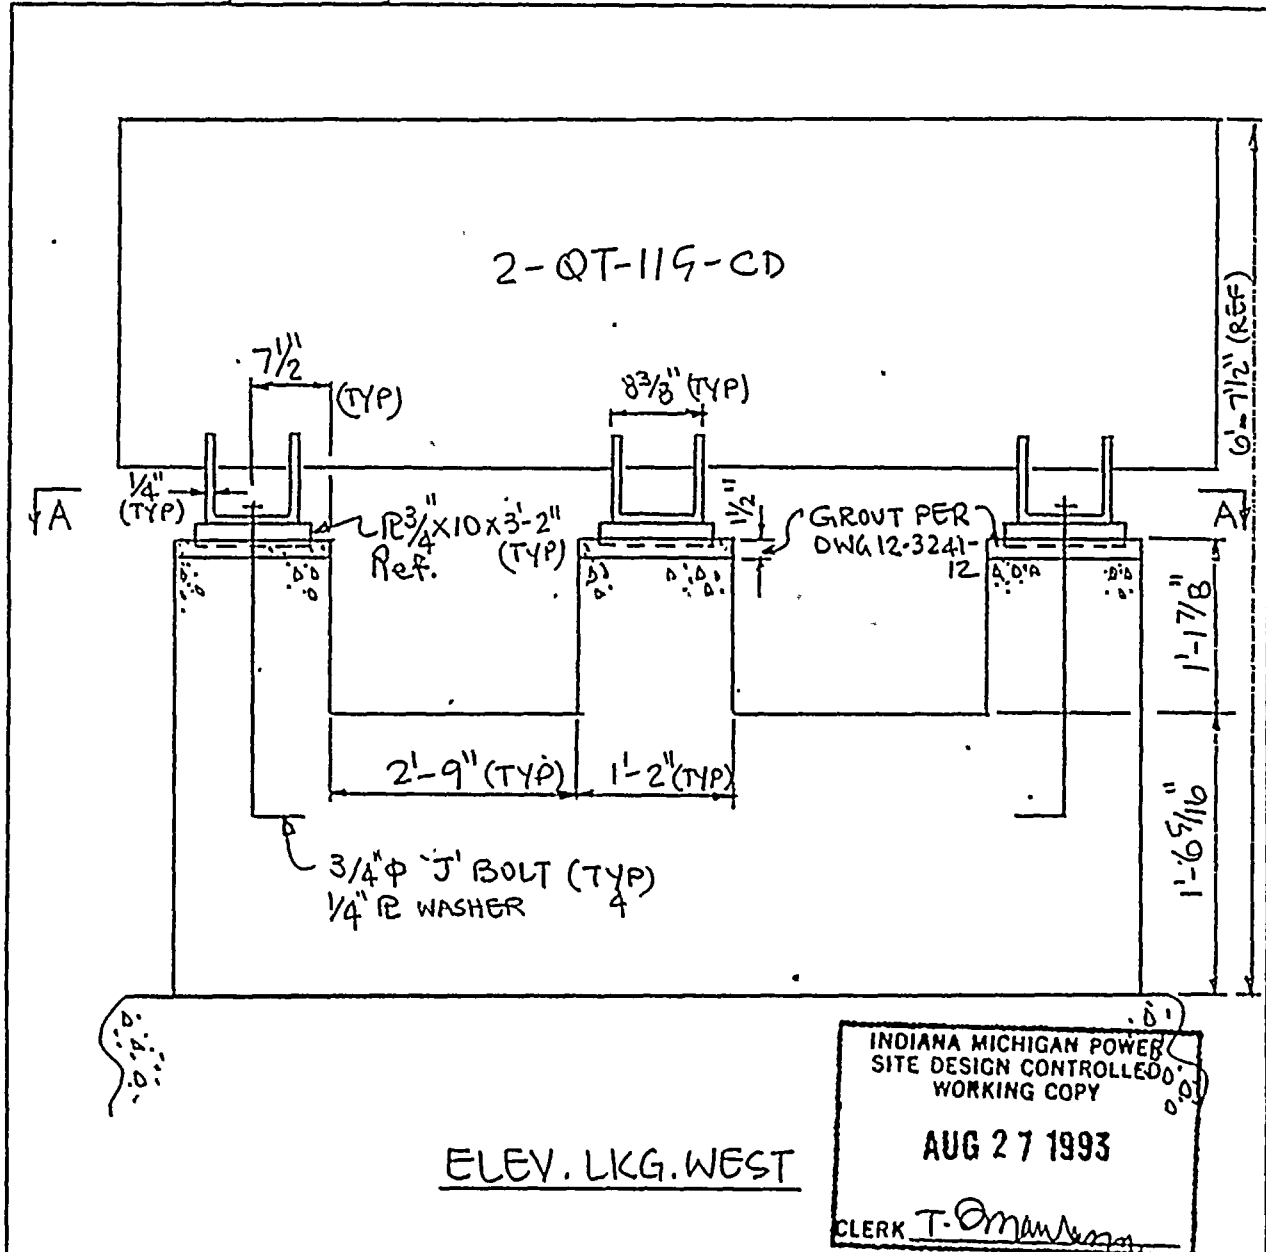 2-QT-115-CD
7 1/2"
(TYP)
8 3/8" (TYP)
6'-7 1/2" (REF)
1/4"
(TYP)
A
PL 3/4" X 10 X 3'-2"
Ref. (TYP)
1 1/2"
GROUT PER
DWG 12-3241-
12
A
1'-1 7/8"
2'-9" (TYP)
1'-2" (TYP)
1'-6 5/16"
3/4"Φ 'J' BOLT (TYP)
4
1/4" PL WASHER
INDIANA MICHIGAN POWER
SITE DESIGN CONTROLLED
WORKING COPY
AUG 27 1993
CLERK T.
ELEV. LKG. WEST